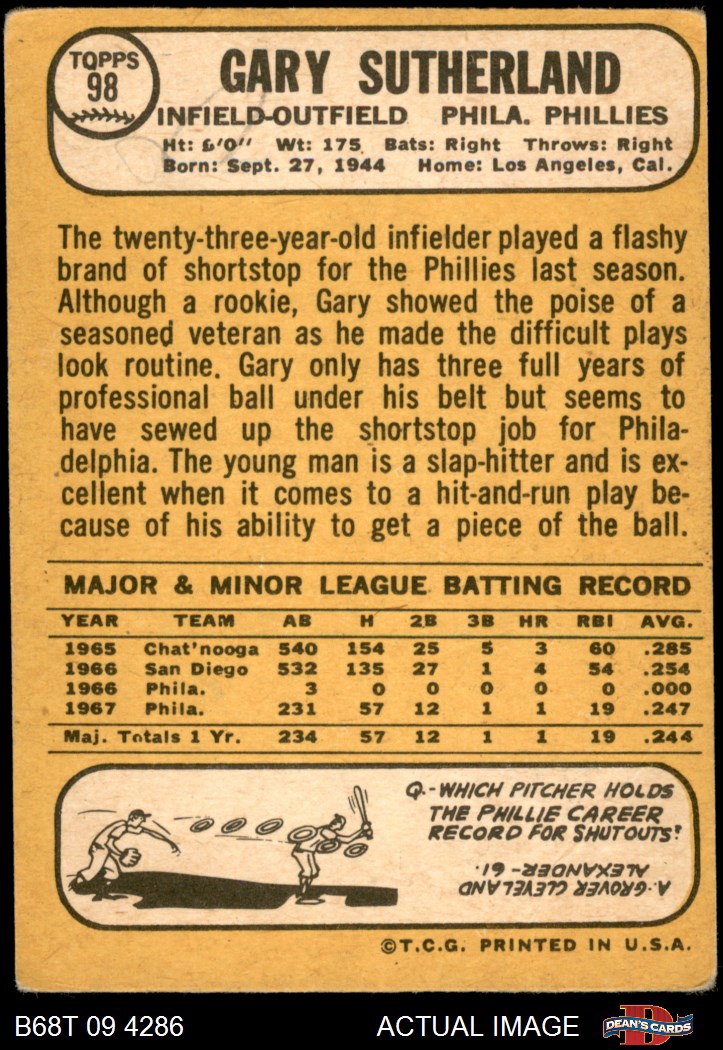 TOPPS
98
GARY SUTHERLAND
INFIELD-OUTFIELD PHILA. PHILLIES
Ht: 6'0" Wt: 175 Bats: Right Throws: Right
Born: Sept. 27, 1944 Home: Los Angeles, Cal.
The twenty-three-year-old infielder played a flashy
brand of shortstop for the Phillies last season.
Although a rookie, Gary showed the poise of a
seasoned veteran as he made the difficult plays
look routine. Gary only has three full years of
professional ball under his belt but seems to
have sewed up the shortstop job for Phila-
delphia. The young man is a slap-hitter and is ex-
cellent when it comes to a hit-and-run play be-
cause of his ability to get a piece of the ball.
MAJOR & MINOR LEAGUE BATTING RECORD
YEAR TEAM AB H 2B 3B HR RBI AVG.
1965 Chat'nooga 540 154 25 5 3 60 .285
1966 San Diego 532 135 27 1 4 54 .254
1966 Phila. 3 0 0 0 0 0 .000
1967 Phila. 231 57 12 1 1 19 .247
Maj. Totals 1 Yr. 234 57 12 1 1 19 .244
Q.-WHICH PITCHER HOLDS
THE PHILLIE CAREER
RECORD FOR SHUTOUTS?
A. GROVER CLEVELAND
ALEXANDER-61.
©T.C.G. PRINTED IN U.S.A.
B68T 09 4286 ACTUAL IMAGE
D
DEAN'S CARDS